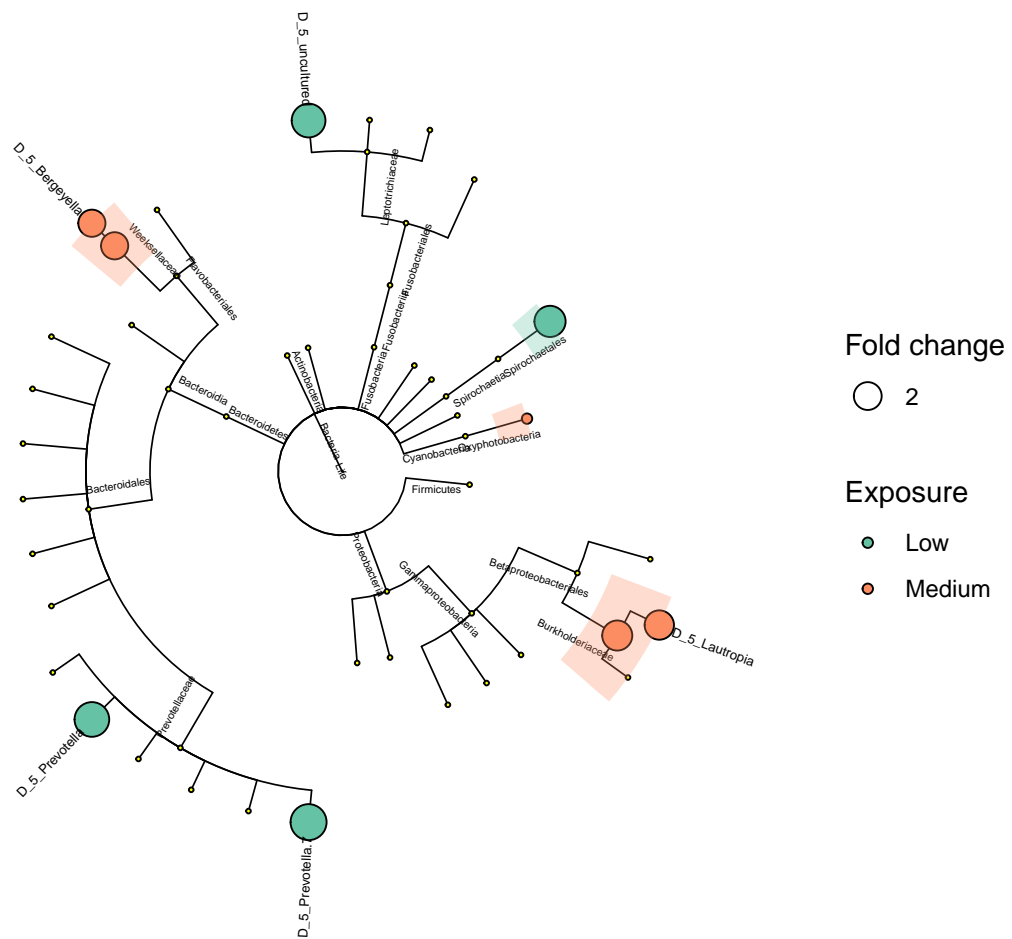 D_5_uncultured
D_5_Bergeyella
Weeksellaceae
Flavobacteriales
Leptotrichiaceae
Fusobacteriales
Fusobacteriia
Fusobacteria
Actinobacteria
Spirochaetales
Spirochaetia
Bacteroidia
Bacteroidetes
Bacteria
Life
Oxyphotobacteria
Cyanobacteria
Firmicutes
Bacteroidales
Proteobacteria
Gammaproteobacteria
Betaproteobacteriales
Burkholderiaceae
D_5_Lautropia
Prevotellaceae
D_5_Prevotella
D_5_Prevotella.
Fold change
2
Exposure
Low
Medium